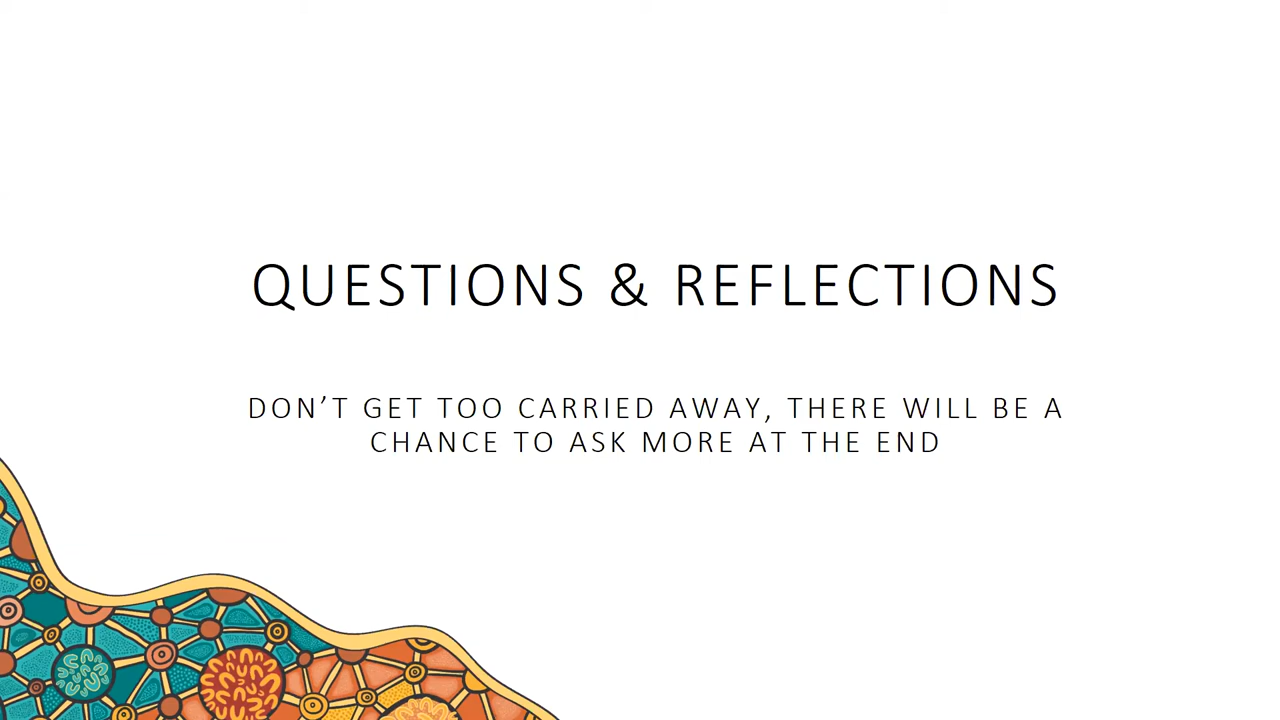 QUESTIONS & REFLECTIONS
DON’T GET TOO CARRIED AWAY, THERE WILL BE A
CHANCE TO ASK MORE AT THE END